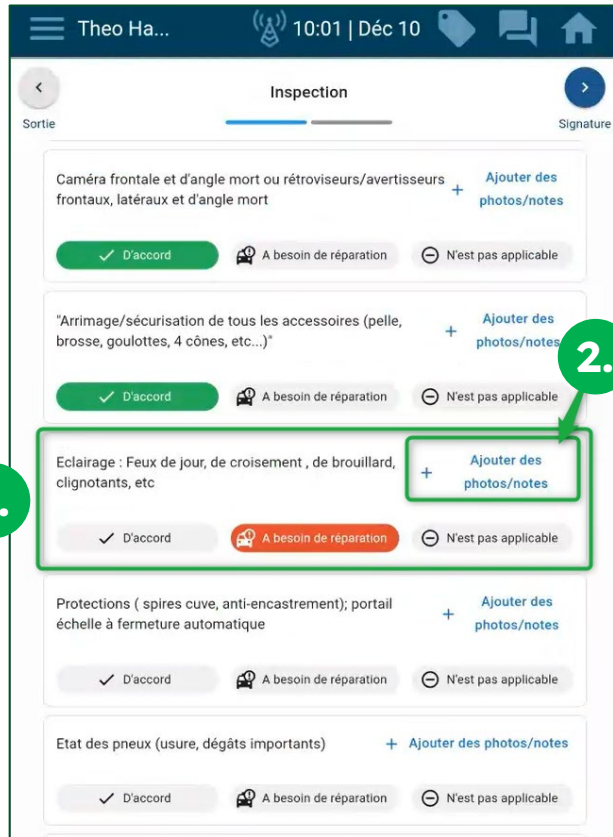 Theo Ha...
10:01 | Déc 10
Inspection
Sortie
Signature
Caméra frontale et d'angle mort ou rétroviseurs/avertisseurs
frontaux, latéraux et d'angle mort
+ Ajouter des
photos/notes
D'accord
A besoin de réparation
N'est pas applicable
"Arrimage/sécurisation de tous les accessoires (pelle,
brosse, goulottes, 4 cônes, etc...)"
+ Ajouter des
photos/notes
2.
D'accord
A besoin de réparation
N'est pas applicable
Eclairage : Feux de jour, de croisement , de brouillard,
clignotants, etc
+ Ajouter des
photos/notes
D'accord
A besoin de réparation
N'est pas applicable
Protections ( spires cuve, anti-encastrement); portail
échelle à fermeture automatique
+ Ajouter des
photos/notes
D'accord
A besoin de réparation
N'est pas applicable
Etat des pneux (usure, dégâts importants)
+ Ajouter des photos/notes
D'accord
A besoin de réparation
N'est pas applicable